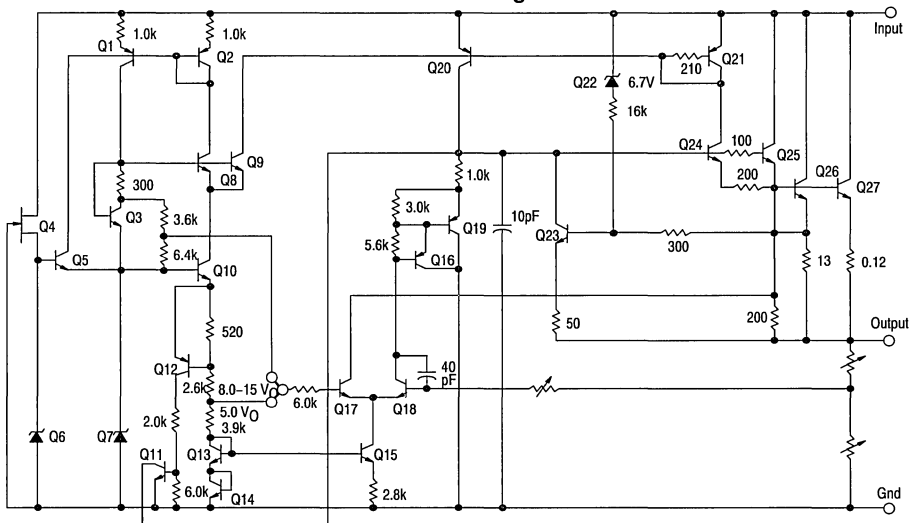 Input
1.0k
1.0k
Q1
Q2
Q20
Q22
6.7V
210
Q21
16k
Q9
Q8
Q24
100
Q25
300
1.0k
200
Q26
Q27
Q4
Q3
3.6k
3.0k
10pF
Q19
Q23
5.6k
300
13
0.12
Q5
6.4k
Q10
Q16
520
50
200
Output
Q12
2.6k
8.0–15 VO
40
pF
6.0k
Q17
Q18
5.0 VO
3.9k
2.0k
Q6
Q7
Q13
Q15
Q11
6.0k
Q14
2.8k
Gnd